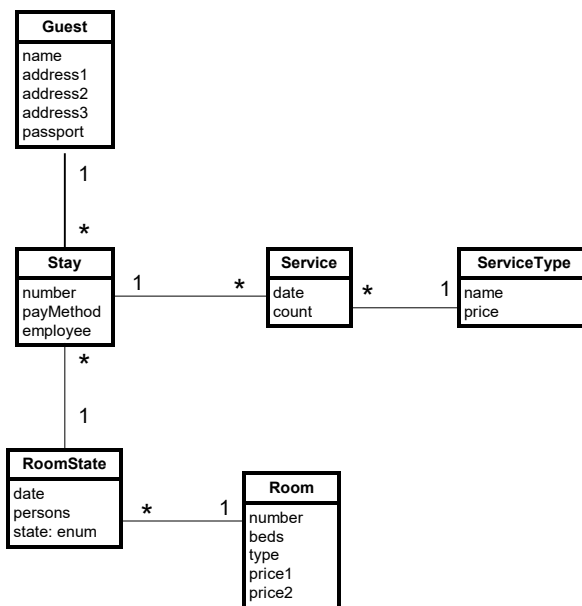 Guest
name
address1
address2
address3
passport
1
*
Stay
number
payMethod
employee
1
*
Service
date
count
*
1
ServiceType
name
price
*
1
RoomState
date
persons
state: enum
*
1
Room
number
beds
type
price1
price2